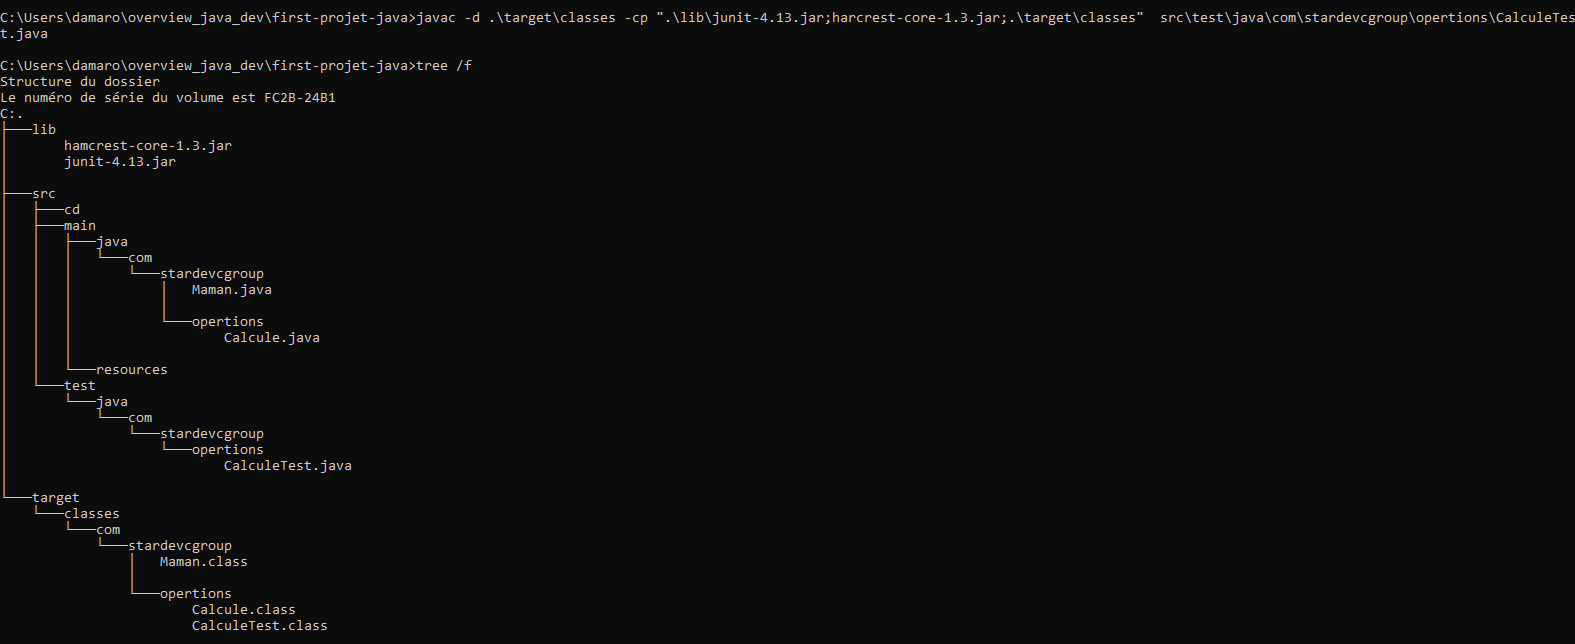 C:\Users\damaro\overview_java_dev\first-projet-java>javac -d .\target\classes -cp ".\lib\junit-4.13.jar;harcrest-core-1.3.jar;.\target\classes"  src\test\java\com\stardevcgroup\opertions\CalculeTes
t.java
C:\Users\damaro\overview_java_dev\first-projet-java>tree /f
Structure du dossier
Le numéro de série du volume est FC2B-24B1
C:.
├───lib
│       hamcrest-core-1.3.jar
│       junit-4.13.jar
│
├───src
│   ├───cd
│   ├───main
│   │   ├───java
│   │   │   └───com
│   │   │       └───stardevcgroup
│   │   │           │   Maman.java
│   │   │           │
│   │   │           └───opertions
│   │   │                   Calcule.java
│   │   │
│   │   └───resources
│   └───test
│       └───java
│           └───com
│               └───stardevcgroup
│                   └───opertions
│                           CalculeTest.java
│
└───target
    └───classes
        └───com
            └───stardevcgroup
                │   Maman.class
                │
                └───opertions
                        Calcule.class
                        CalculeTest.class